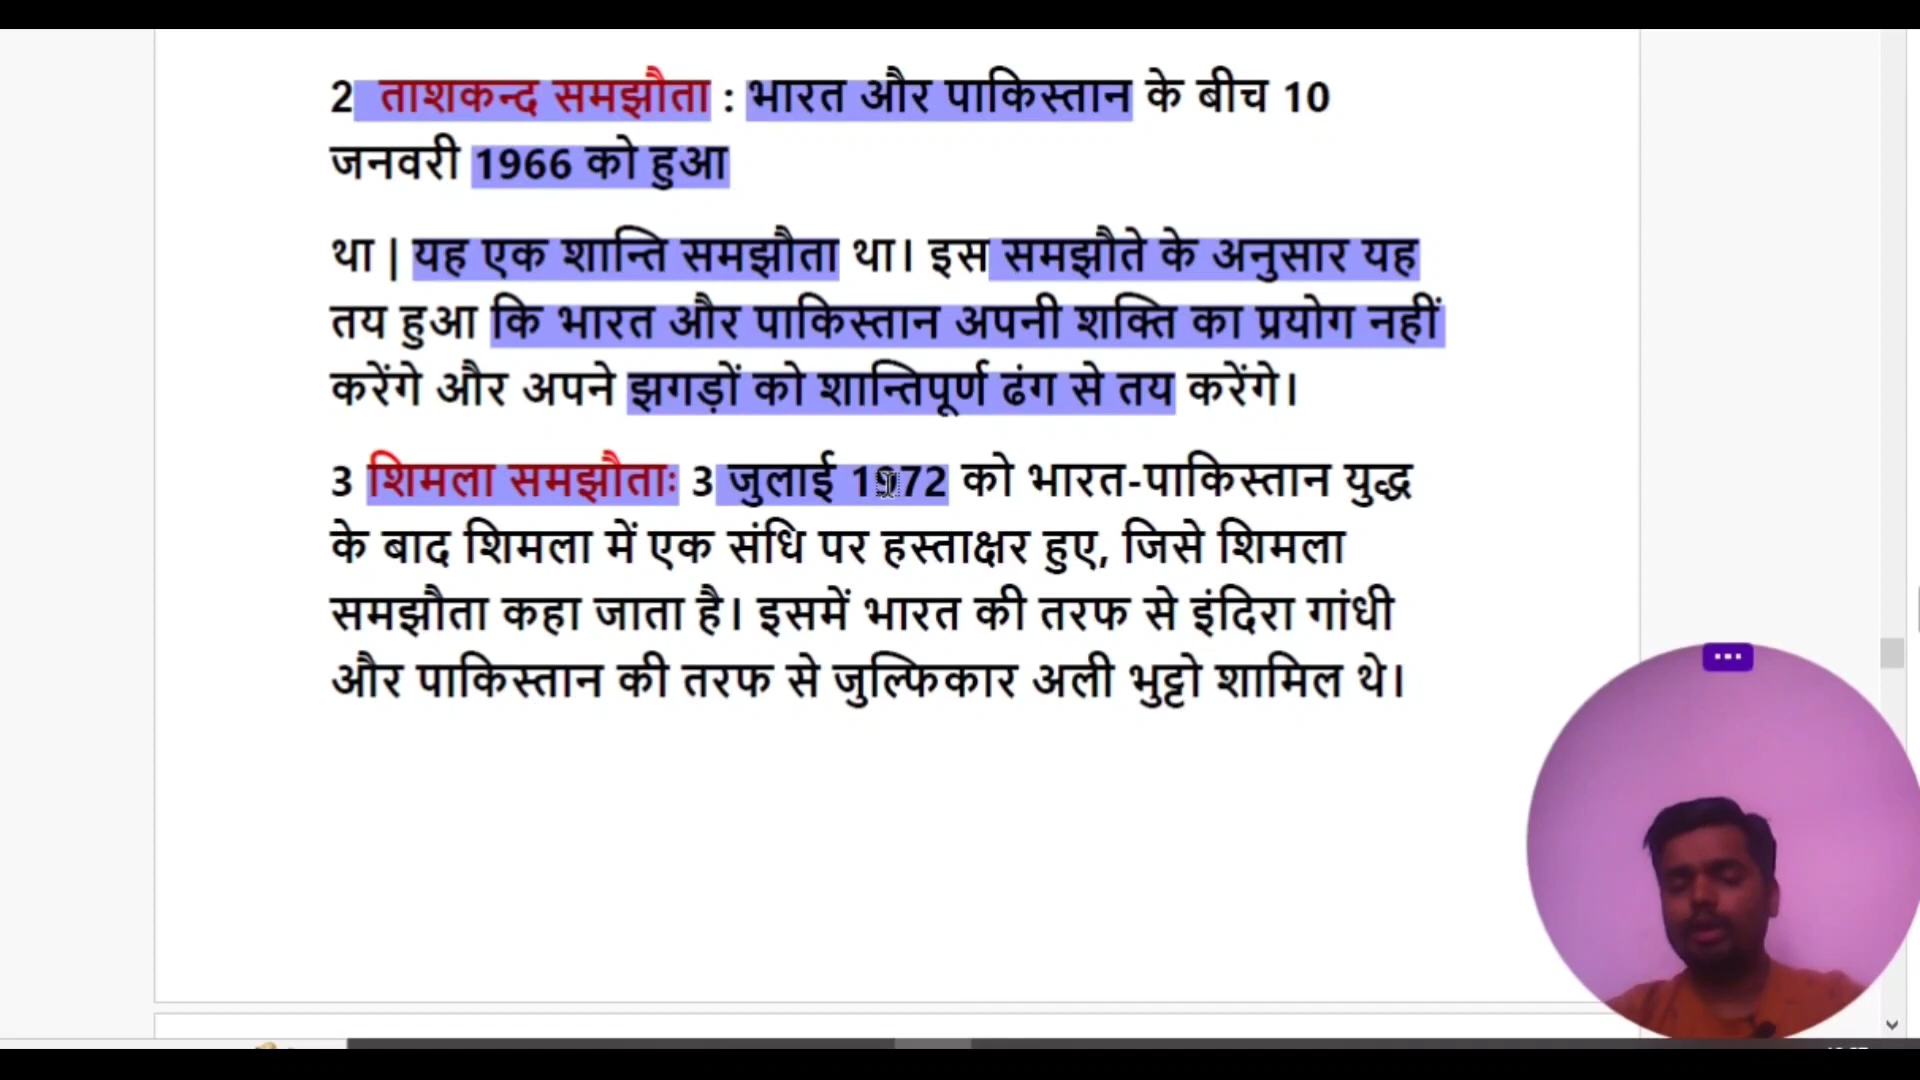 2 ताशकन्द समझौता : भारत और पाकिस्तान के बीच 10
जनवरी 1966 को हुआ
था | यह एक शान्ति समझौता था। इस समझौते के अनुसार यह
तय हुआ कि भारत और पाकिस्तान अपनी शक्ति का प्रयोग नहीं
करेंगे और अपने झगड़ों को शान्तिपूर्ण ढंग से तय करेंगे।
3 शिमला समझौताः 3 जुलाई 1972 को भारत-पाकिस्तान युद्ध
के बाद शिमला में एक संधि पर हस्ताक्षर हुए, जिसे शिमला
समझौता कहा जाता है। इसमें भारत की तरफ से इंदिरा गांधी
और पाकिस्तान की तरफ से जुल्फिकार अली भुट्टो शामिल थे।